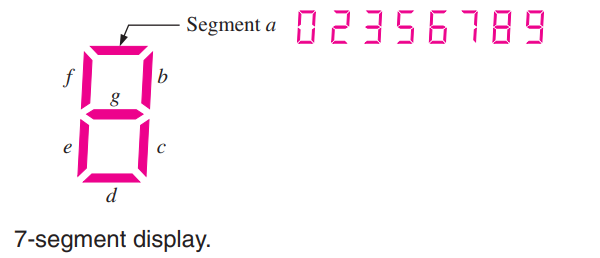 Segment a 0 2 3 5 6 7 8 9
f b
g
e c
d
7-segment display.